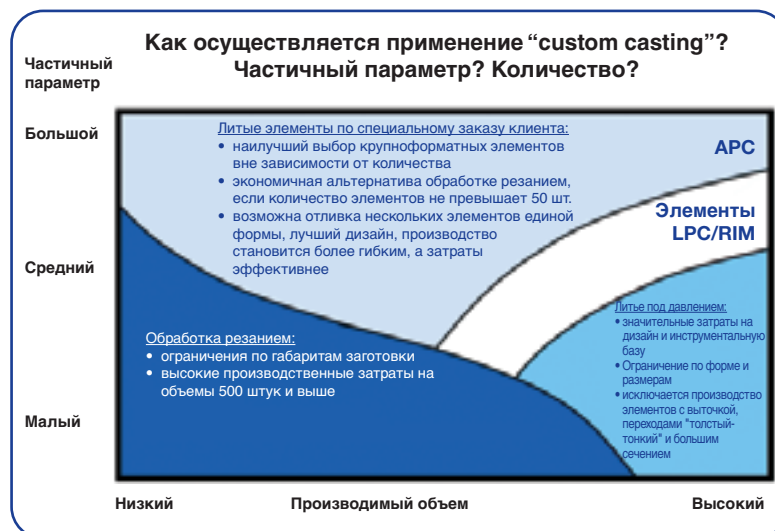 Как осуществляется применение “custom casting”?
Частичный параметр? Количество?
Частичный
параметр
Большой
Средний
Малый
Литые элементы по специальному заказу клиента:
• наилучший выбор крупноформатных элементов
вне зависимости от количества
• экономичная альтернатива обработке резанием,
если количество элементов не превышает 50 шт.
• возможна отливка нескольких элементов единой
формы, лучший дизайн, производство
становится более гибким, а затраты
эффективнее
APC
Элементы
LPC/RIM
Обработка резанием:
• ограничения по габаритам заготовки
• высокие производственные затраты на
объемы 500 штук и выше
Литье под давлением:
• значительные затраты на
дизайн и инструментальную
базу
• Ограничение по форме и
размерам
• исключается производство
элементов с выточкой,
переходами "толстый-
тонкий" и большим
сечением
Низкий
Производимый объем
Высокий